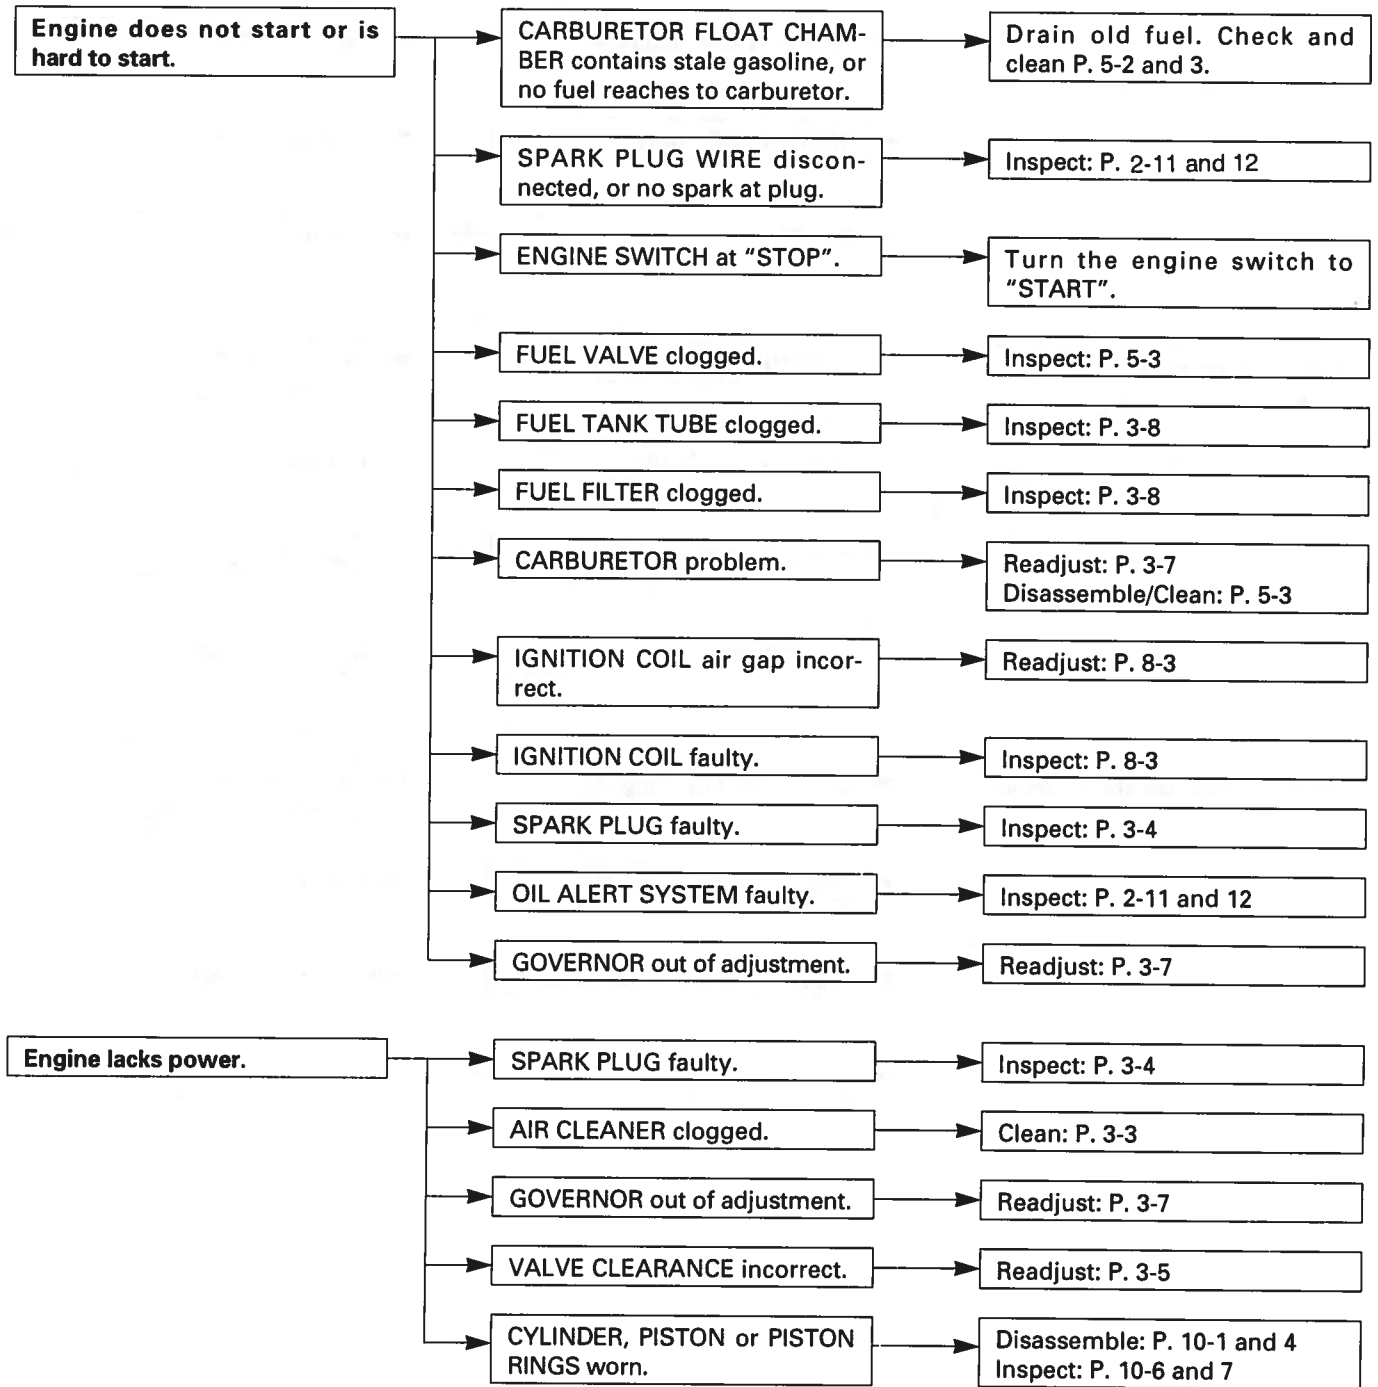 Engine does not start or is
hard to start.
CARBURETOR FLOAT CHAM-
BER contains stale gasoline, or
no fuel reaches to carburetor.
Drain old fuel. Check and
clean P. 5-2 and 3.
SPARK PLUG WIRE discon-
nected, or no spark at plug.
Inspect: P. 2-11 and 12
ENGINE SWITCH at "STOP".
Turn the engine switch to
"START".
FUEL VALVE clogged.
Inspect: P. 5-3
FUEL TANK TUBE clogged.
Inspect: P. 3-8
FUEL FILTER clogged.
Inspect: P. 3-8
CARBURETOR problem.
Readjust: P. 3-7
Disassemble/Clean: P. 5-3
IGNITION COIL air gap incor-
rect.
Readjust: P. 8-3
IGNITION COIL faulty.
Inspect: P. 8-3
SPARK PLUG faulty.
Inspect: P. 3-4
OIL ALERT SYSTEM faulty.
Inspect: P. 2-11 and 12
GOVERNOR out of adjustment.
Readjust: P. 3-7
Engine lacks power.
SPARK PLUG faulty.
Inspect: P. 3-4
AIR CLEANER clogged.
Clean: P. 3-3
GOVERNOR out of adjustment.
Readjust: P. 3-7
VALVE CLEARANCE incorrect.
Readjust: P. 3-5
CYLINDER, PISTON or PISTON
RINGS worn.
Disassemble: P. 10-1 and 4
Inspect: P. 10-6 and 7